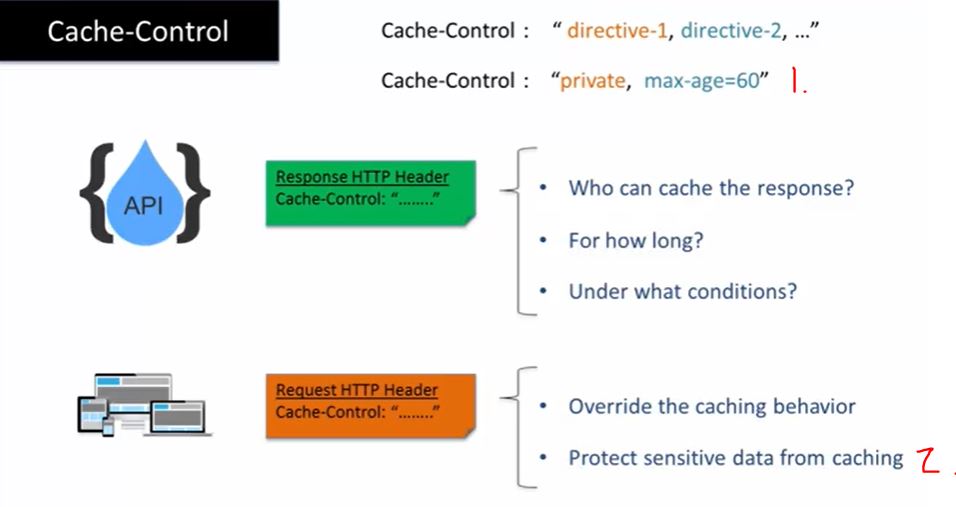 Cache-Control
Cache-Control : “ directive-1, directive-2, ...”
Cache-Control : “private, max-age=60” 1.
{API}
Response HTTP Header
Cache-Control: “........”
• Who can cache the response?
• For how long?
• Under what conditions?
Request HTTP Header
Cache-Control: “........”
• Override the caching behavior
• Protect sensitive data from caching 2.